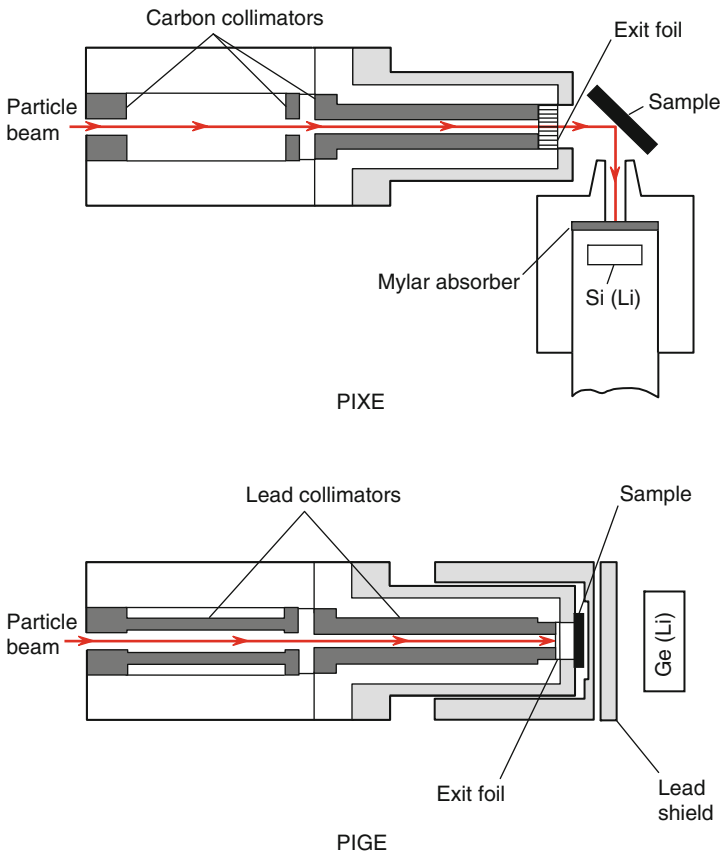 Carbon collimators
Exit foil
Particle
beam
Sample
Mylar absorber
Si (Li)
PIXE
Lead collimators
Sample
Particle
beam
Ge (Li)
Exit foil
Lead
shield
PIGE